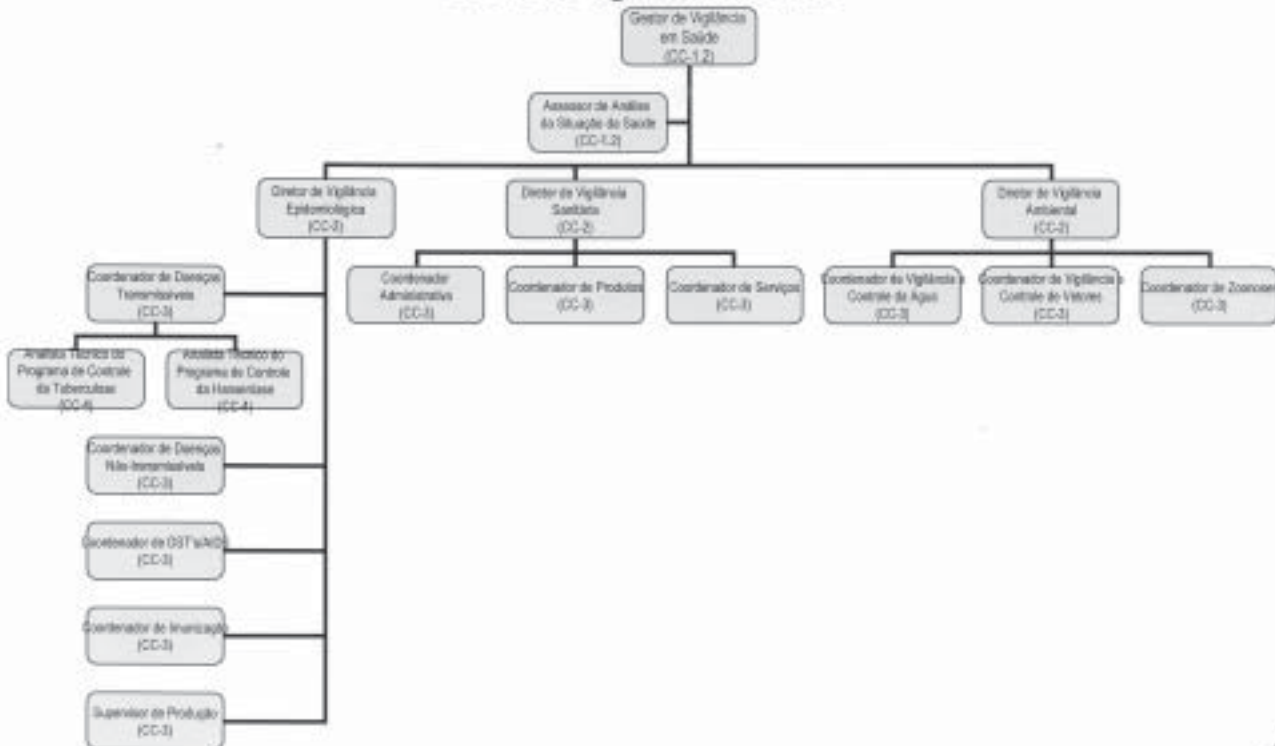 Gestor de Vigilância
em Saúde
(CC-1.2)
Assessor de Análise
da Situação da Saúde
(CC-1.2)
Diretor de Vigilância
Epidemiológica
(CC-2)
Diretor de Vigilância
Sanitária
(CC-2)
Diretor de Vigilância
Ambiental
(CC-2)
Coordenador de Doenças
Transmissíveis
(CC-3)
Coordenador
Administrativo
(CC-3)
Coordenador de Produtos
(CC-3)
Coordenador de Serviços
(CC-3)
Coordenador de Vigilância e
Controle da Água
(CC-3)
Coordenador de Vigilância e
Controle de Vetores
(CC-3)
Coordenador de Zoonoses
(CC-3)
Analista Técnico do
Programa de Controle
da Tuberculose
(CC-4)
Analista Técnico do
Programa de Controle
da Hanseníase
(CC-4)
Coordenador de Doenças
Não-transmissíveis
(CC-3)
Coordenador de DST's/AIDS
(CC-3)
Coordenador de Imunização
(CC-3)
Supervisor de Produção
(CC-3)